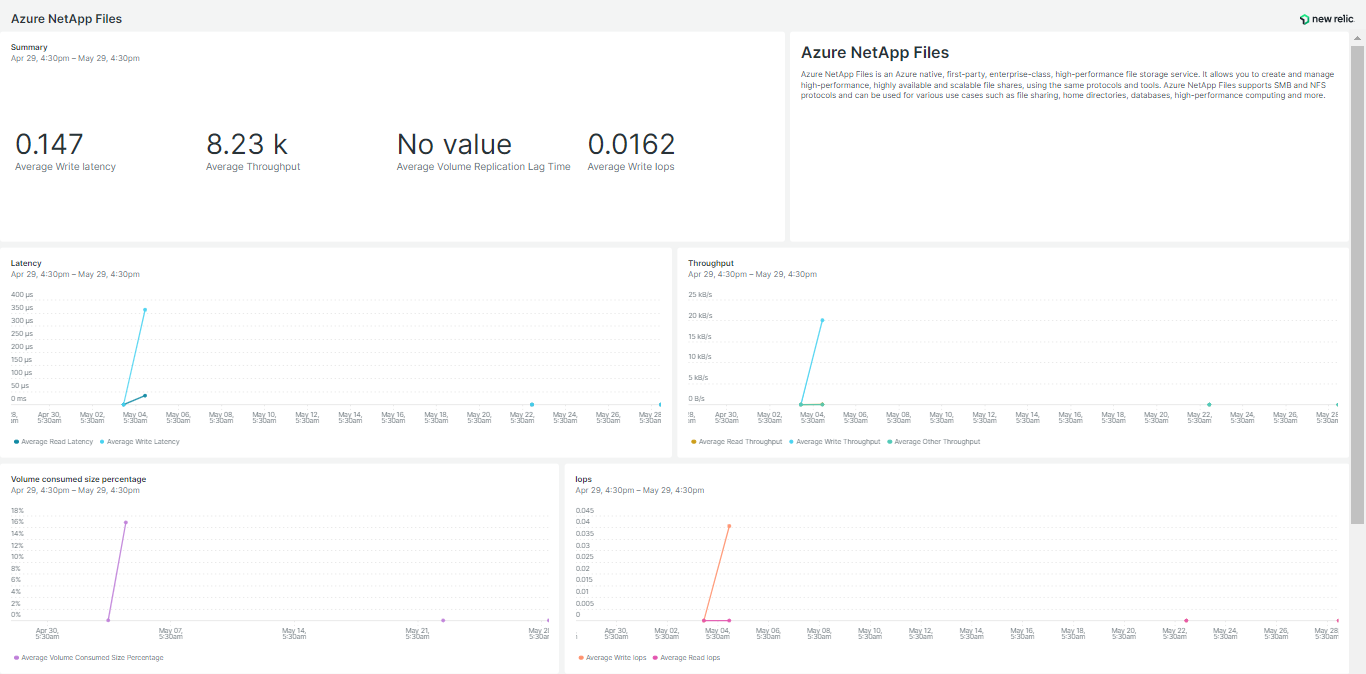 Azure NetApp Files
new relic
Summary
Apr 29, 4:30pm – May 29, 4:30pm
0.147
Average Write latency
8.23 k
Average Throughput
No value
Average Volume Replication Lag Time
0.0162
Average Write Iops
Azure NetApp Files
Azure NetApp Files is an Azure native, first-party, enterprise-class, high-performance file storage service. It allows you to create and manage
high-performance, highly available and scalable file shares, using the same protocols and tools. Azure NetApp Files supports SMB and NFS
protocols and can be used for various use cases such as file sharing, home directories, databases, high-performance computing and more.
Latency
Apr 29, 4:30pm – May 29, 4:30pm
400 µs
350 µs
300 µs
250 µs
200 µs
150 µs
100 µs
50 µs
0 ms
Apr 30, May 02, May 04, May 06, May 08, May 10, May 12, May 14, May 16, May 18, May 20, May 22, May 24, May 26, May 28
5:30am 5:30am 5:30am 5:30am 5:30am 5:30am 5:30am 5:30am 5:30am 5:30am 5:30am 5:30am 5:30am 5:30am 5:30am
Average Read Latency Average Write Latency
Throughput
Apr 29, 4:30pm – May 29, 4:30pm
25 kB/s
20 kB/s
15 kB/s
10 kB/s
5 kB/s
0 B/s
Apr 30, May 02, May 04, May 06, May 08, May 10, May 12, May 14, May 16, May 18, May 20, May 22, May 24, May 26, May 28
5:30am 5:30am 5:30am 5:30am 5:30am 5:30am 5:30am 5:30am 5:30am 5:30am 5:30am 5:30am 5:30am 5:30am 5:30am
Average Read Throughput Average Write Throughput Average Other Throughput
Volume consumed size percentage
Apr 29, 4:30pm – May 29, 4:30pm
18%
16%
14%
12%
10%
8%
6%
4%
2%
0%
Apr 30, May 07, May 14, May 21, May 2
5:30am 5:30am 5:30am 5:30am 5:30a
Average Volume Consumed Size Percentage
Iops
Apr 29, 4:30pm – May 29, 4:30pm
0.045
0.04
0.035
0.03
0.025
0.02
0.015
0.01
0.005
0
Apr 30, May 02, May 04, May 06, May 08, May 10, May 12, May 14, May 16, May 18, May 20, May 22, May 24, May 26, May 28
5:30am 5:30am 5:30am 5:30am 5:30am 5:30am 5:30am 5:30am 5:30am 5:30am 5:30am 5:30am 5:30am 5:30am 5:30am
Average Write Iops Average Read Iops